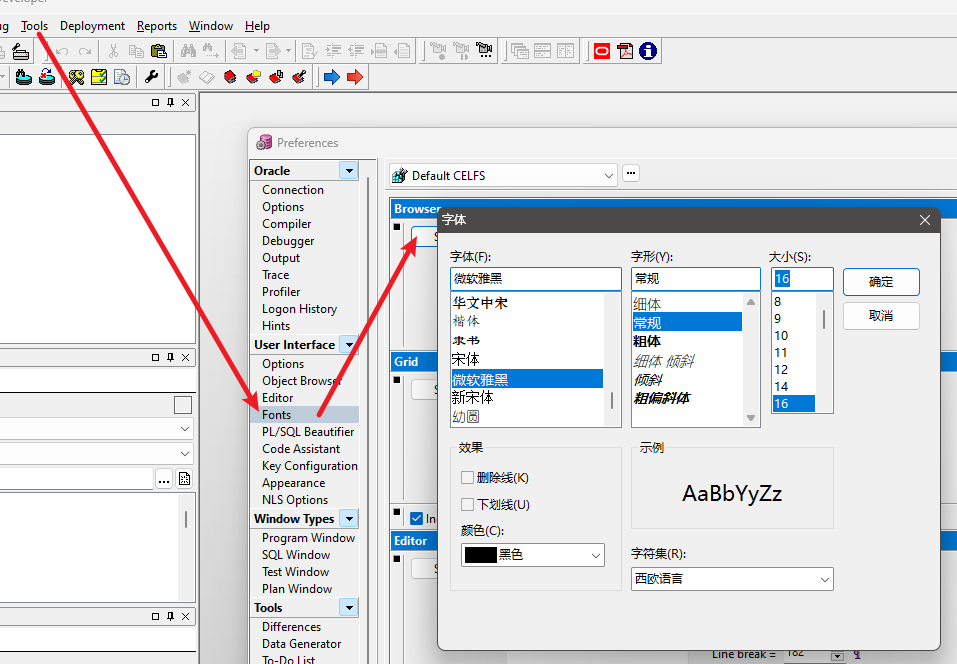 Developer
ug Tools Deployment Reports Window Help
Preferences
Oracle
Connection
Options
Compiler
Debugger
Output
Trace
Profiler
Logon History
Hints
User Interface
Options
Object Browser
Editor
Fonts
PL/SQL Beautifier
Code Assistant
Key Configuration
Appearance
NLS Options
Window Types
Program Window
SQL Window
Test Window
Plan Window
Tools
Differences
Data Generator
To-Do List
Default CELFS
...
Browser
Grid
In
Editor
字体
字体(F):
微软雅黑
华文中宋
楷体
隶书
宋体
微软雅黑
新宋体
幼圆
字形(Y):
常规
细体
常规
粗体
细体 倾斜
倾斜
粗偏斜体
大小(S):
16
8
9
10
11
12
14
16
确定
取消
效果
删除线(K)
下划线(U)
颜色(C):
黑色
示例
AaBbYyZz
字符集(R):
西欧语言
...
Line break = 182 ¶